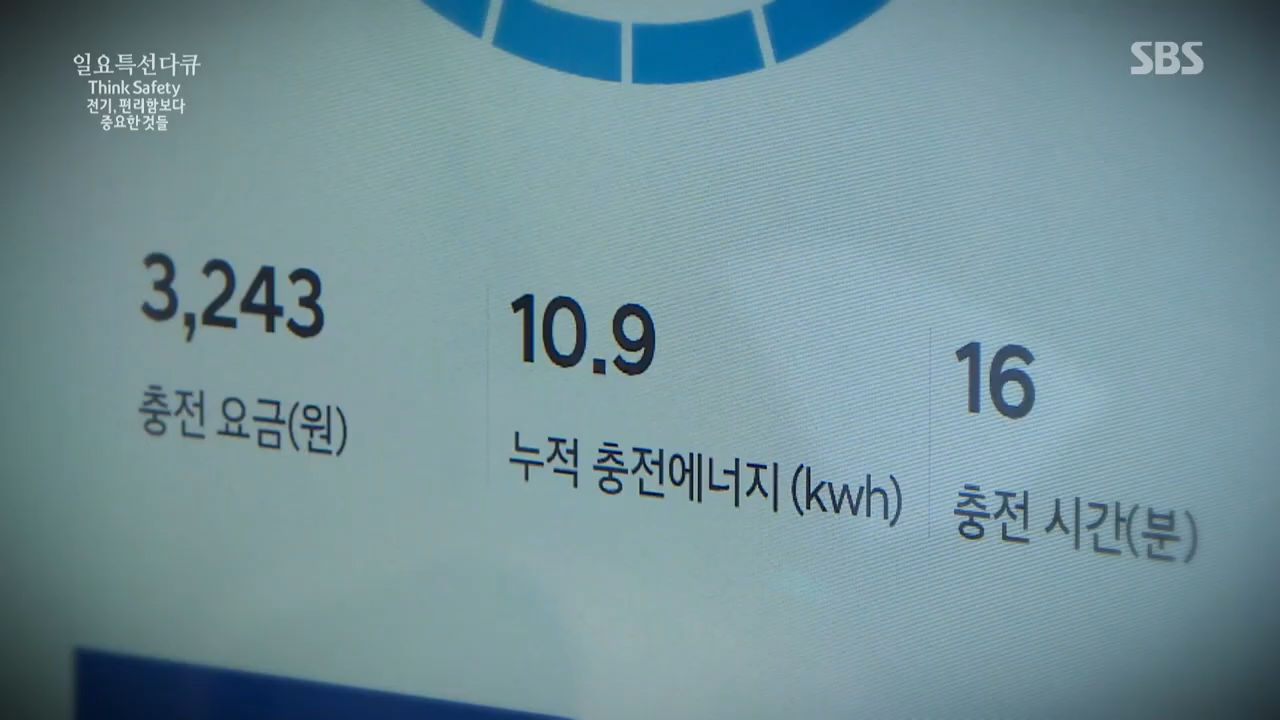 일요특선다큐
Think Safety
전기, 편리함보다
중요한 것들
SBS
3,243
충전 요금(원)
10.9
누적 충전에너지 (kwh)
16
충전 시간(분)